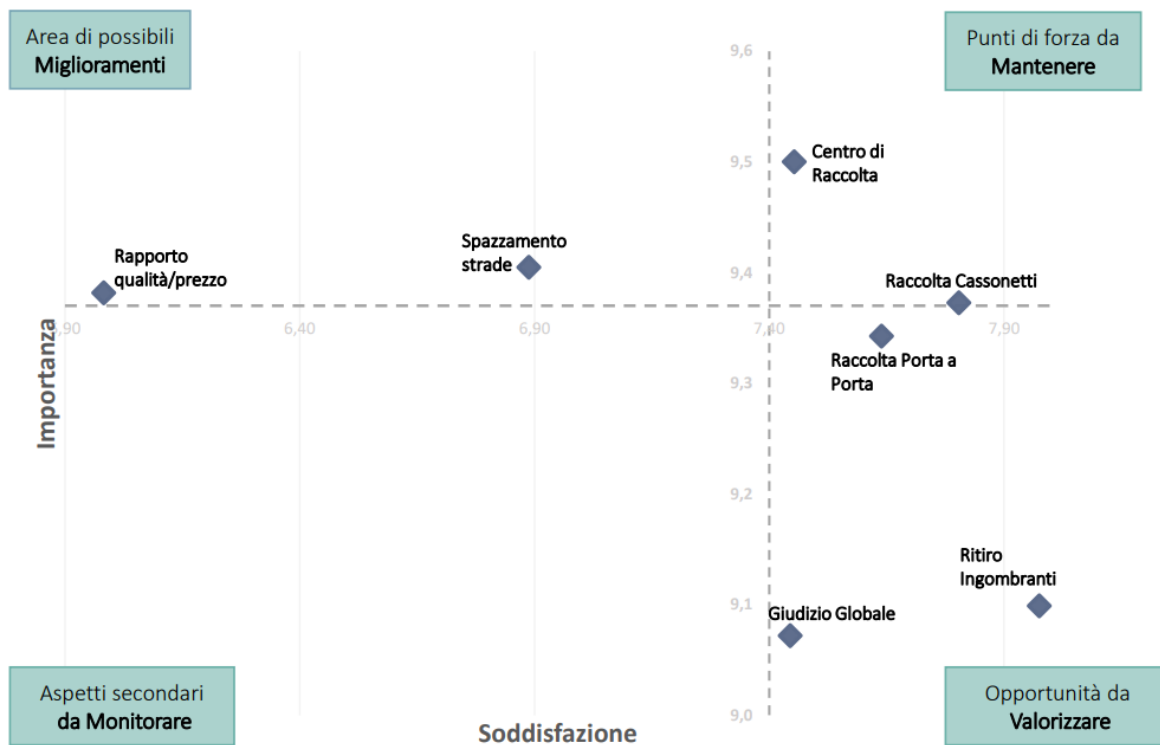 Area di possibili
Miglioramenti
Punti di forza da
Mantenere
9,6
Centro di
Raccolta
9,5
Spazzamento
strade
Rapporto
qualità/prezzo
9,4
Raccolta Cassonetti
5,90
6,40
6,90
7,40
7,90
Raccolta Porta a
Porta
9,3
Importanza
9,2
Ritiro
Ingombranti
9,1
Giudizio Globale
9,0
Aspetti secondari
da Monitorare
Soddisfazione
Opportunità da
Valorizzare